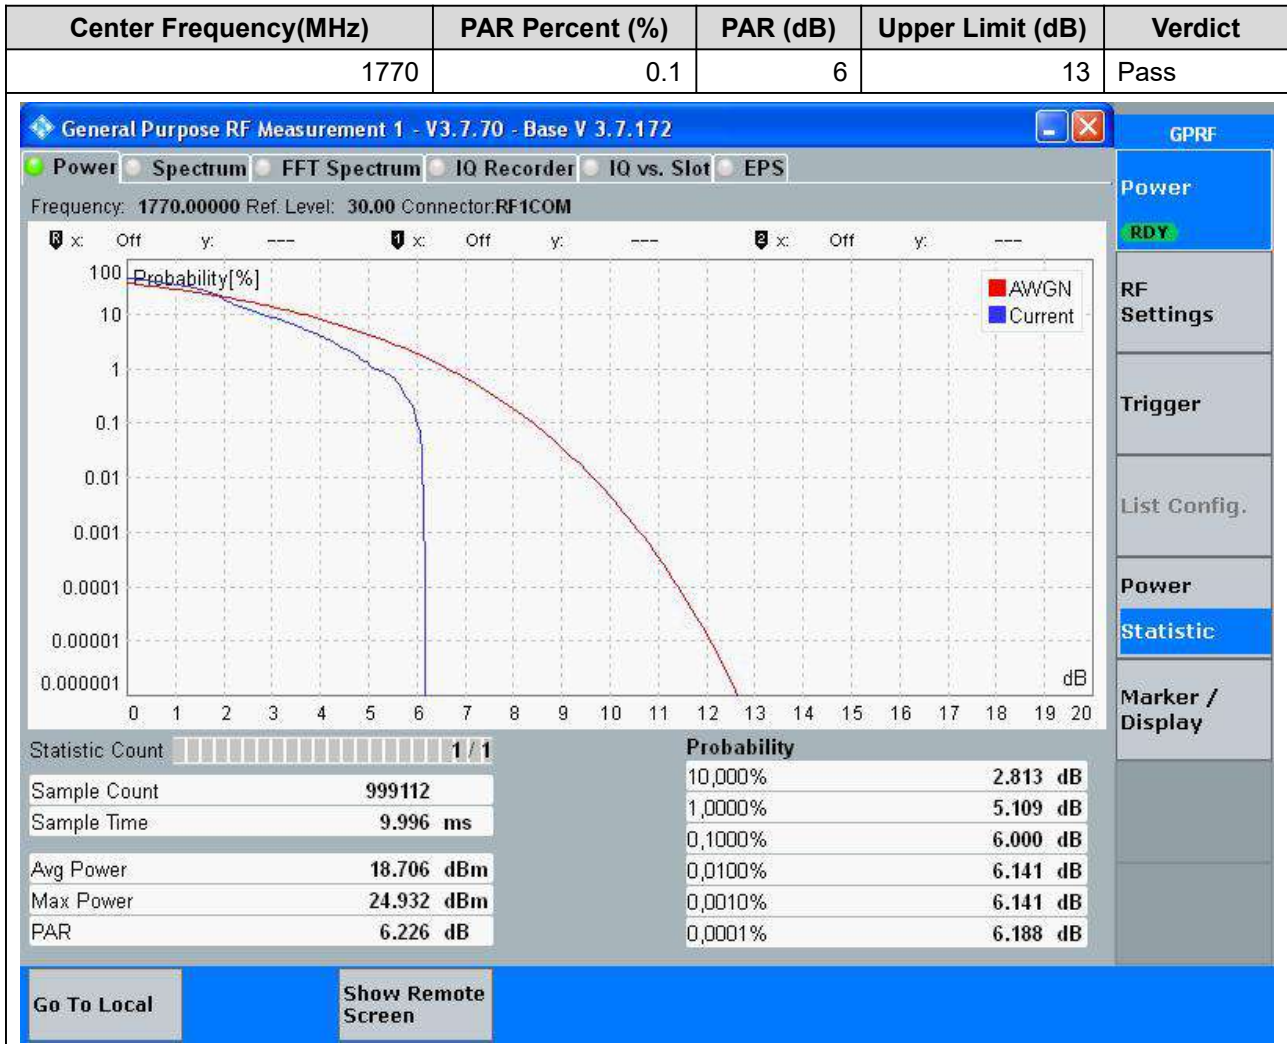 Center Frequency(MHz) PAR Percent (%) PAR (dB) Upper Limit (dB) Verdict
1770 0.1 6 13 Pass
General Purpose RF Measurement 1 - V3.7.70 - Base V 3.7.172
GPRF
Power Spectrum FFT Spectrum IQ Recorder IQ vs. Slot EPS
Frequency: 1770.00000 Ref. Level: 30.00 Connector:RF1COM
R x: Off y: --- 1 x: Off y: --- 2 x: Off y: ---
Probability[%]
100
10
1
0.1
0.01
0.001
0.0001
0.00001
0.000001
AWGN
Current
dB
0 1 2 3 4 5 6 7 8 9 10 11 12 13 14 15 16 17 18 19 20
Statistic Count 1 / 1
Sample Count 999112
Sample Time 9.996 ms
Avg Power 18.706 dBm
Max Power 24.932 dBm
PAR 6.226 dB
Probability
10,000% 2.813 dB
1,0000% 5.109 dB
0,1000% 6.000 dB
0,0100% 6.141 dB
0,0010% 6.141 dB
0,0001% 6.188 dB
Power
RDY
RF
Settings
Trigger
List Config.
Power
Statistic
Marker /
Display
Go To Local
Show Remote
Screen